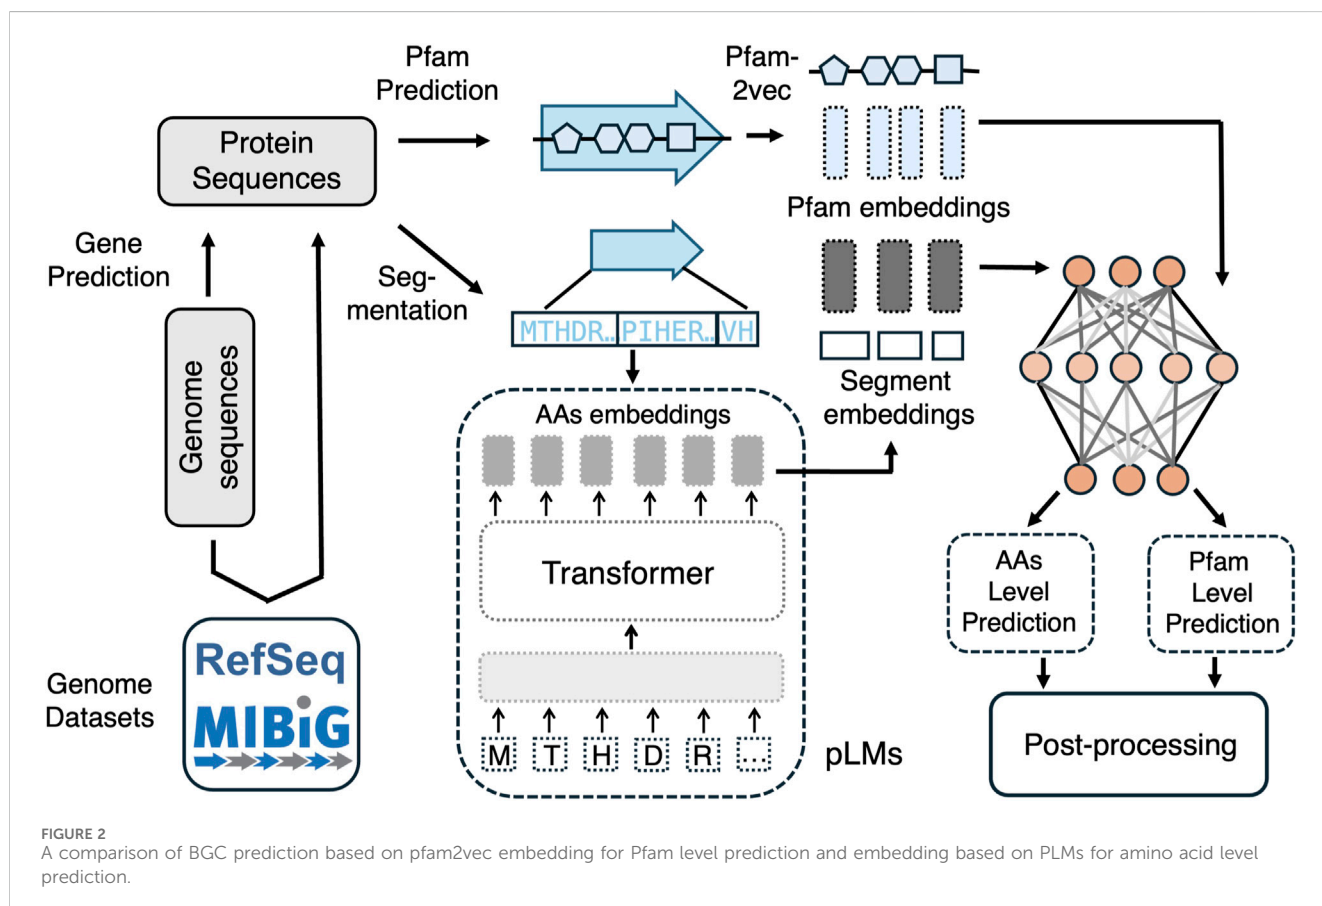 Pfam
Prediction
Pfam-
2vec
Protein
Sequences
Pfam embeddings
Gene
Prediction
Seg-
mentation
MTHDR..
PIHER..
VH
Genome
sequences
Segment
embeddings
AAs embeddings
Transformer
M
T
H
D
R
...
pLMs
Genome
Datasets
RefSeq
MIBiG
AAs
Level
Prediction
Pfam
Level
Prediction
Post-processing
FIGURE 2
A comparison of BGC prediction based on pfam2vec embedding for Pfam level prediction and embedding based on PLMs for amino acid level
prediction.